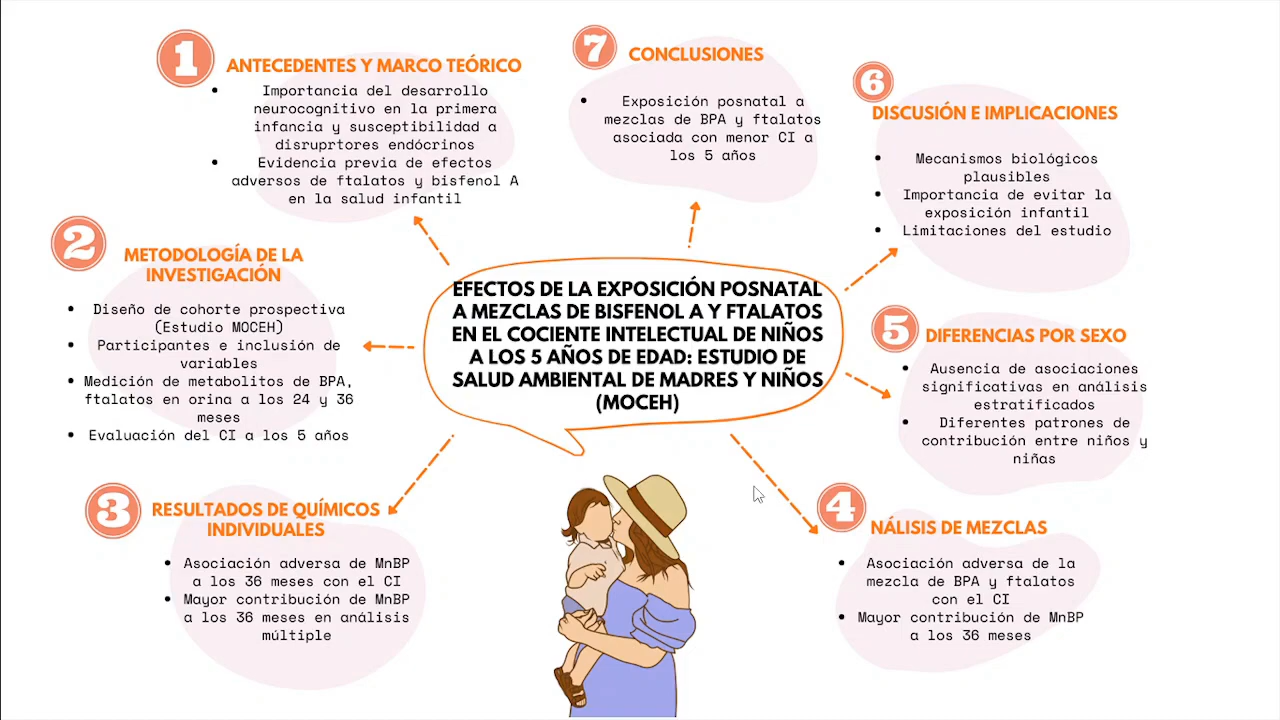 1
ANTECEDENTES Y MARCO TEÓRICO
• Importancia del desarrollo
neurocognitivo en la primera
infancia y susceptibilidad a
disruprtores endócrinos
• Evidencia previa de efectos
adversos de ftalatos y bisfenol A
en la salud infantil
2
METODOLOGÍA DE LA
INVESTIGACIÓN
• Diseño de cohorte prospectiva
(Estudio MOCEH)
• Participantes e inclusión de
variables
• Medición de metabolitos de BPA,
ftalatos en orina a los 24 y 36
meses
• Evaluación del CI a los 5 años
3
RESULTADOS DE QUÍMICOS
INDIVIDUALES
• Asociación adversa de MnBP
a los 36 meses con el CI
• Mayor contribución de MnBP
a los 36 meses en análisis
múltiple
EFECTOS DE LA EXPOSICIÓN POSNATAL
A MEZCLAS DE BISFENOL A Y FTALATOS
EN EL COCIENTE INTELECTUAL DE NIÑOS
A LOS 5 AÑOS DE EDAD: ESTUDIO DE
SALUD AMBIENTAL DE MADRES Y NIÑOS
(MOCEH)
4
NÁLISIS DE MEZCLAS
• Asociación adversa de la
mezcla de BPA y ftalatos
con el CI
• Mayor contribución de MnBP
a los 36 meses
5
DIFERENCIAS POR SEXO
• Ausencia de asociaciones
significativas en análisis
estratificados
• Diferentes patrones de
contribución entre niños y
niñas
6
DISCUSIÓN E IMPLICACIONES
• Mecanismos biológicos
plausibles
• Importancia de evitar la
exposición infantil
• Limitaciones del estudio
7
CONCLUSIONES
• Exposición posnatal a
mezclas de BPA y ftalatos
asociada con menor CI a
los 5 años